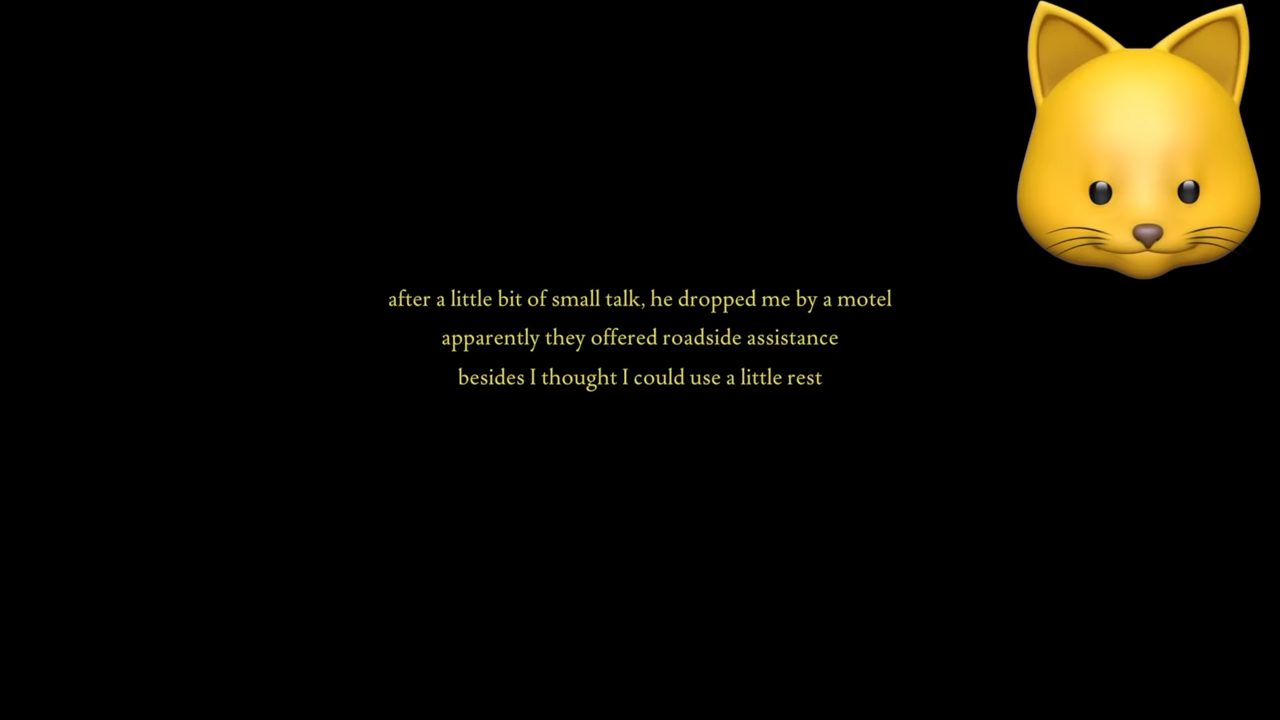 after a little bit of small talk, he dropped me by a motel
apparently they offered roadside assistance
besides I thought I could use a little rest